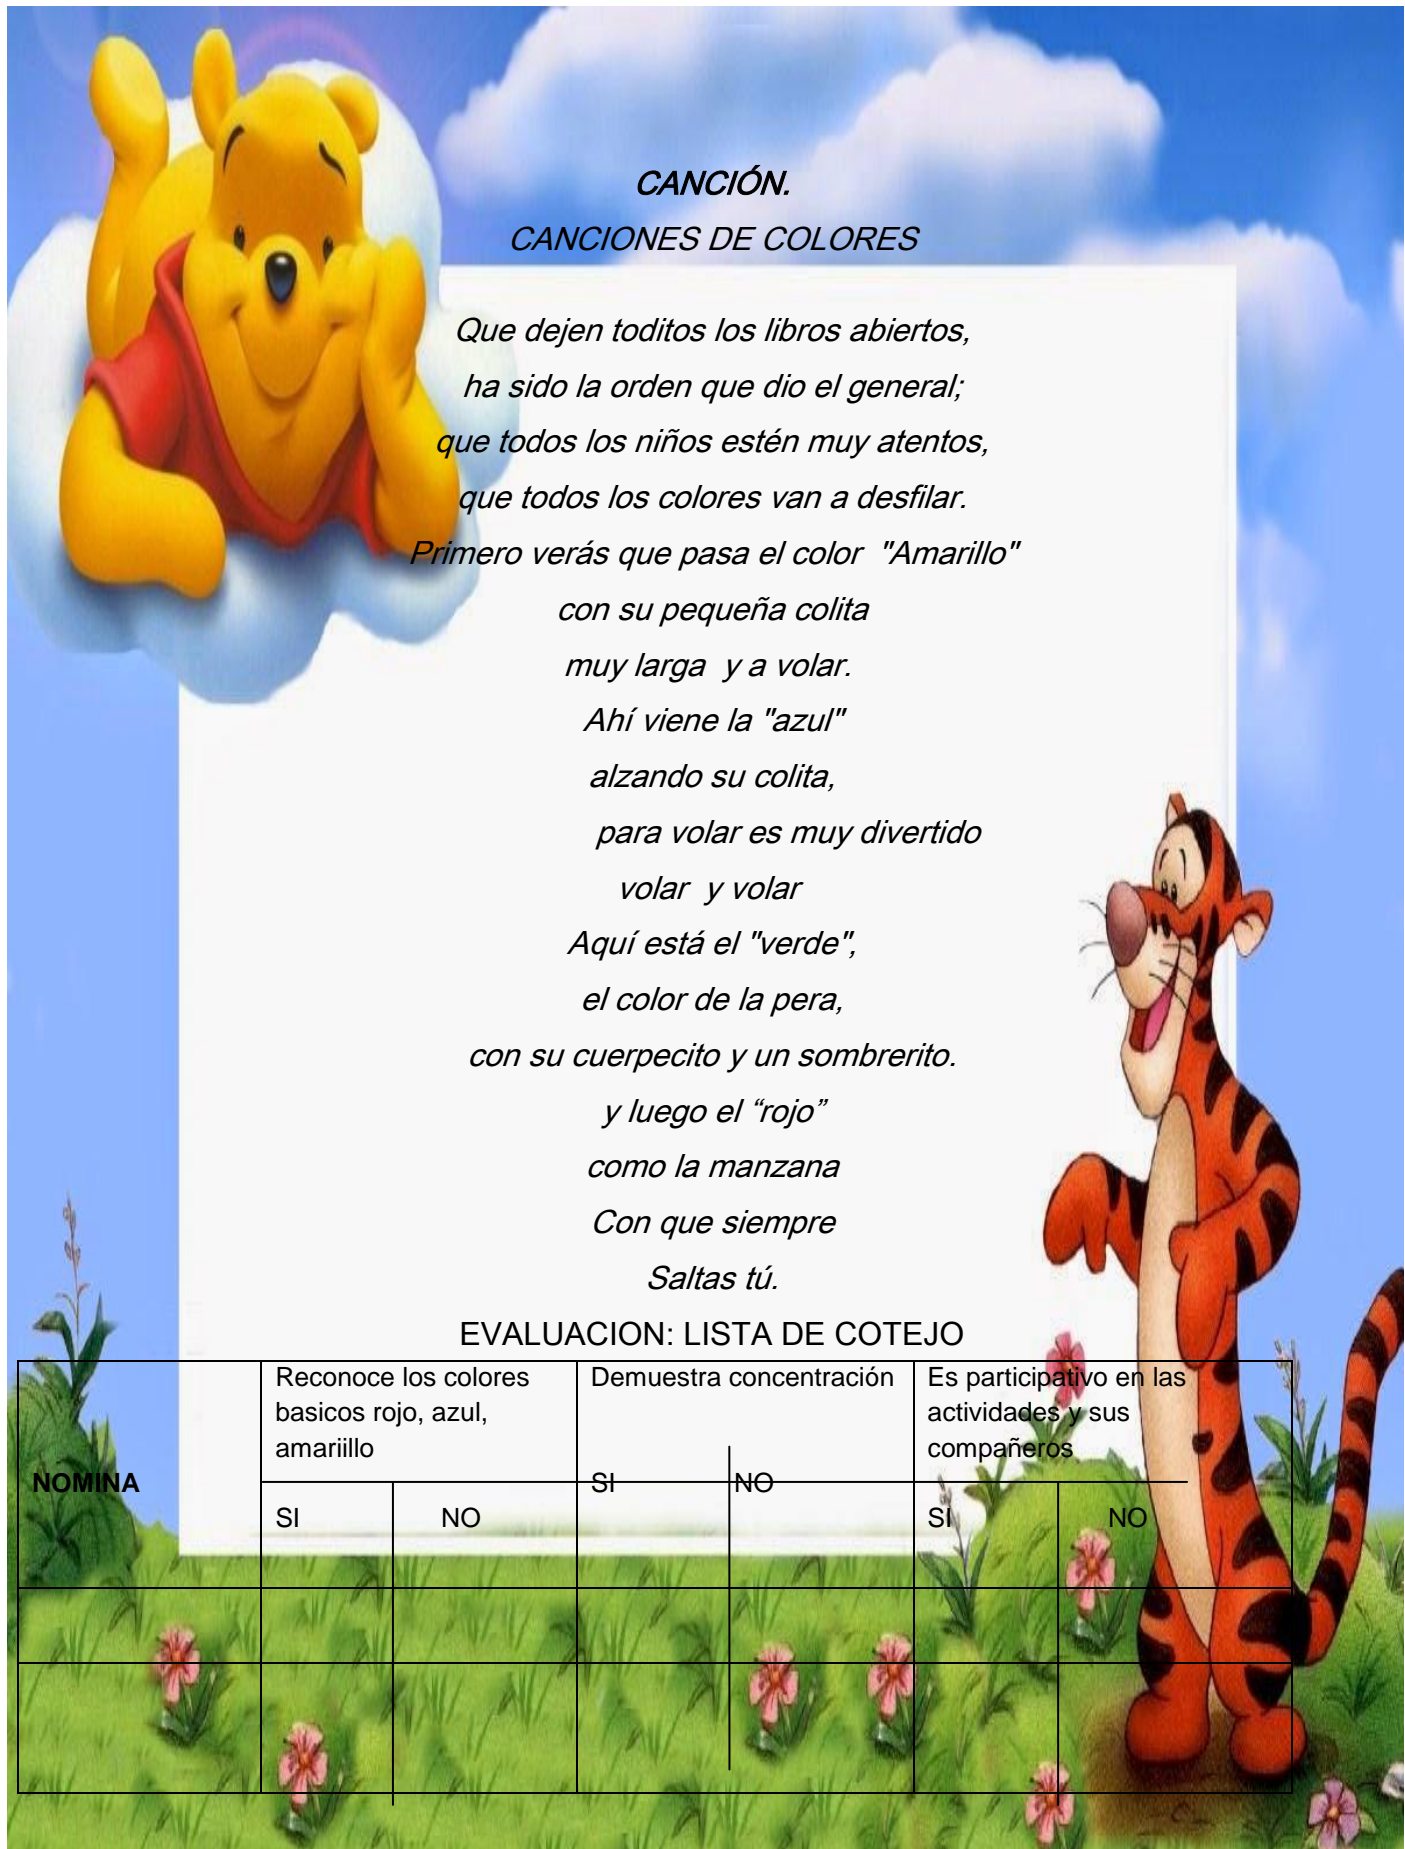 CANCIÓN.
CANCIONES DE COLORES
Que dejen toditos los libros abiertos,
ha sido la orden que dio el general;
que todos los niños estén muy atentos,
que todos los colores van a desfilar.
Primero verás que pasa el color "Amarillo"
con su pequeña colita
muy larga y a volar.
Ahí viene la "azul"
alzando su colita,
para volar es muy divertido
volar y volar
Aquí está el "verde",
el color de la pera,
con su cuerpecito y un sombrerito.
y luego el “rojo”
como la manzana
Con que siempre
Saltas tú.
EVALUACION: LISTA DE COTEJO
NOMINA
Reconoce los colores
basicos rojo, azul,
amariillo
SI NO
Demuestra concentración
SI NO
Es participativo en las
actividades y sus
compañeros
SI NO